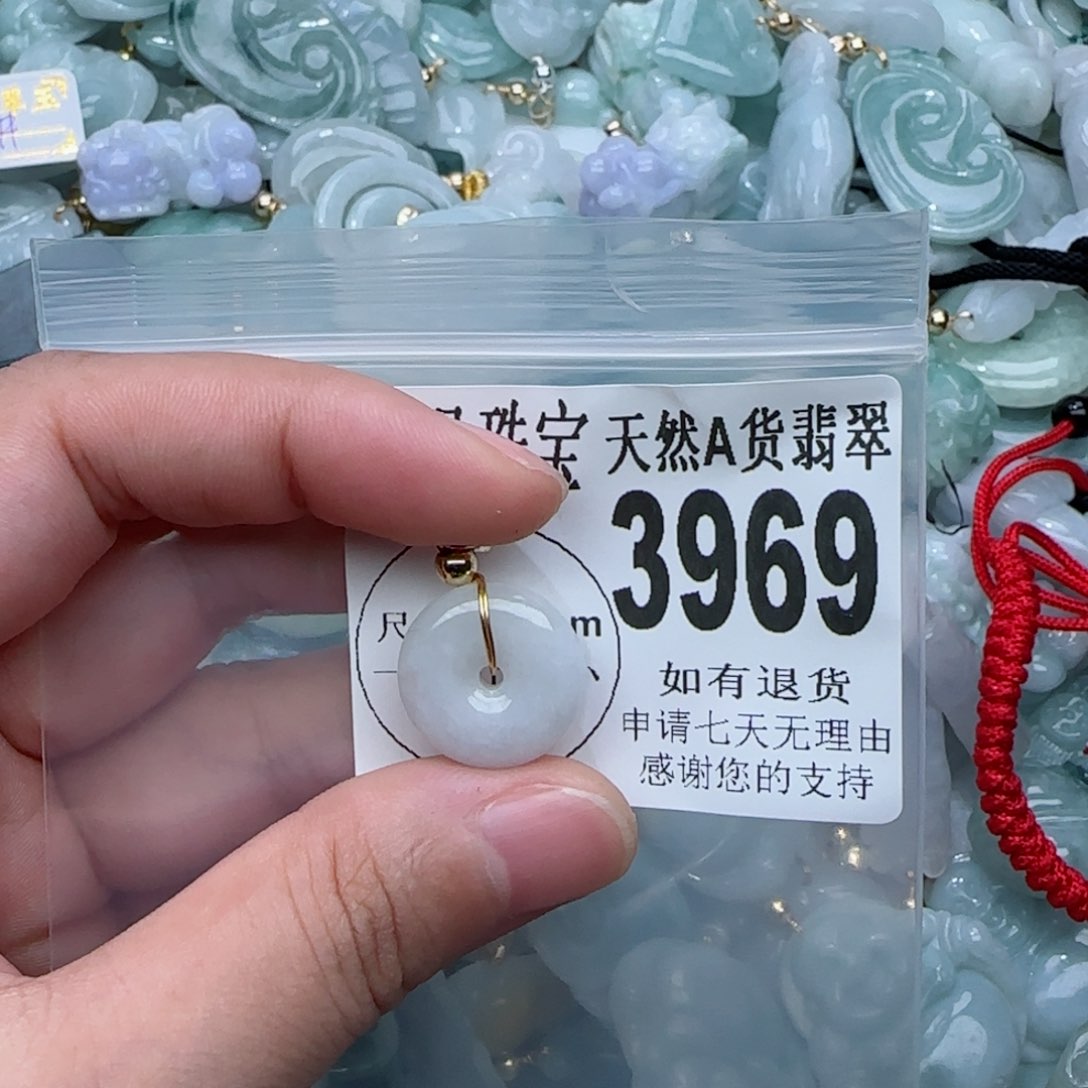 珠宝 天然A货翡翠
3969
尺
m
如有退货
申请七天无理由
感谢您的支持